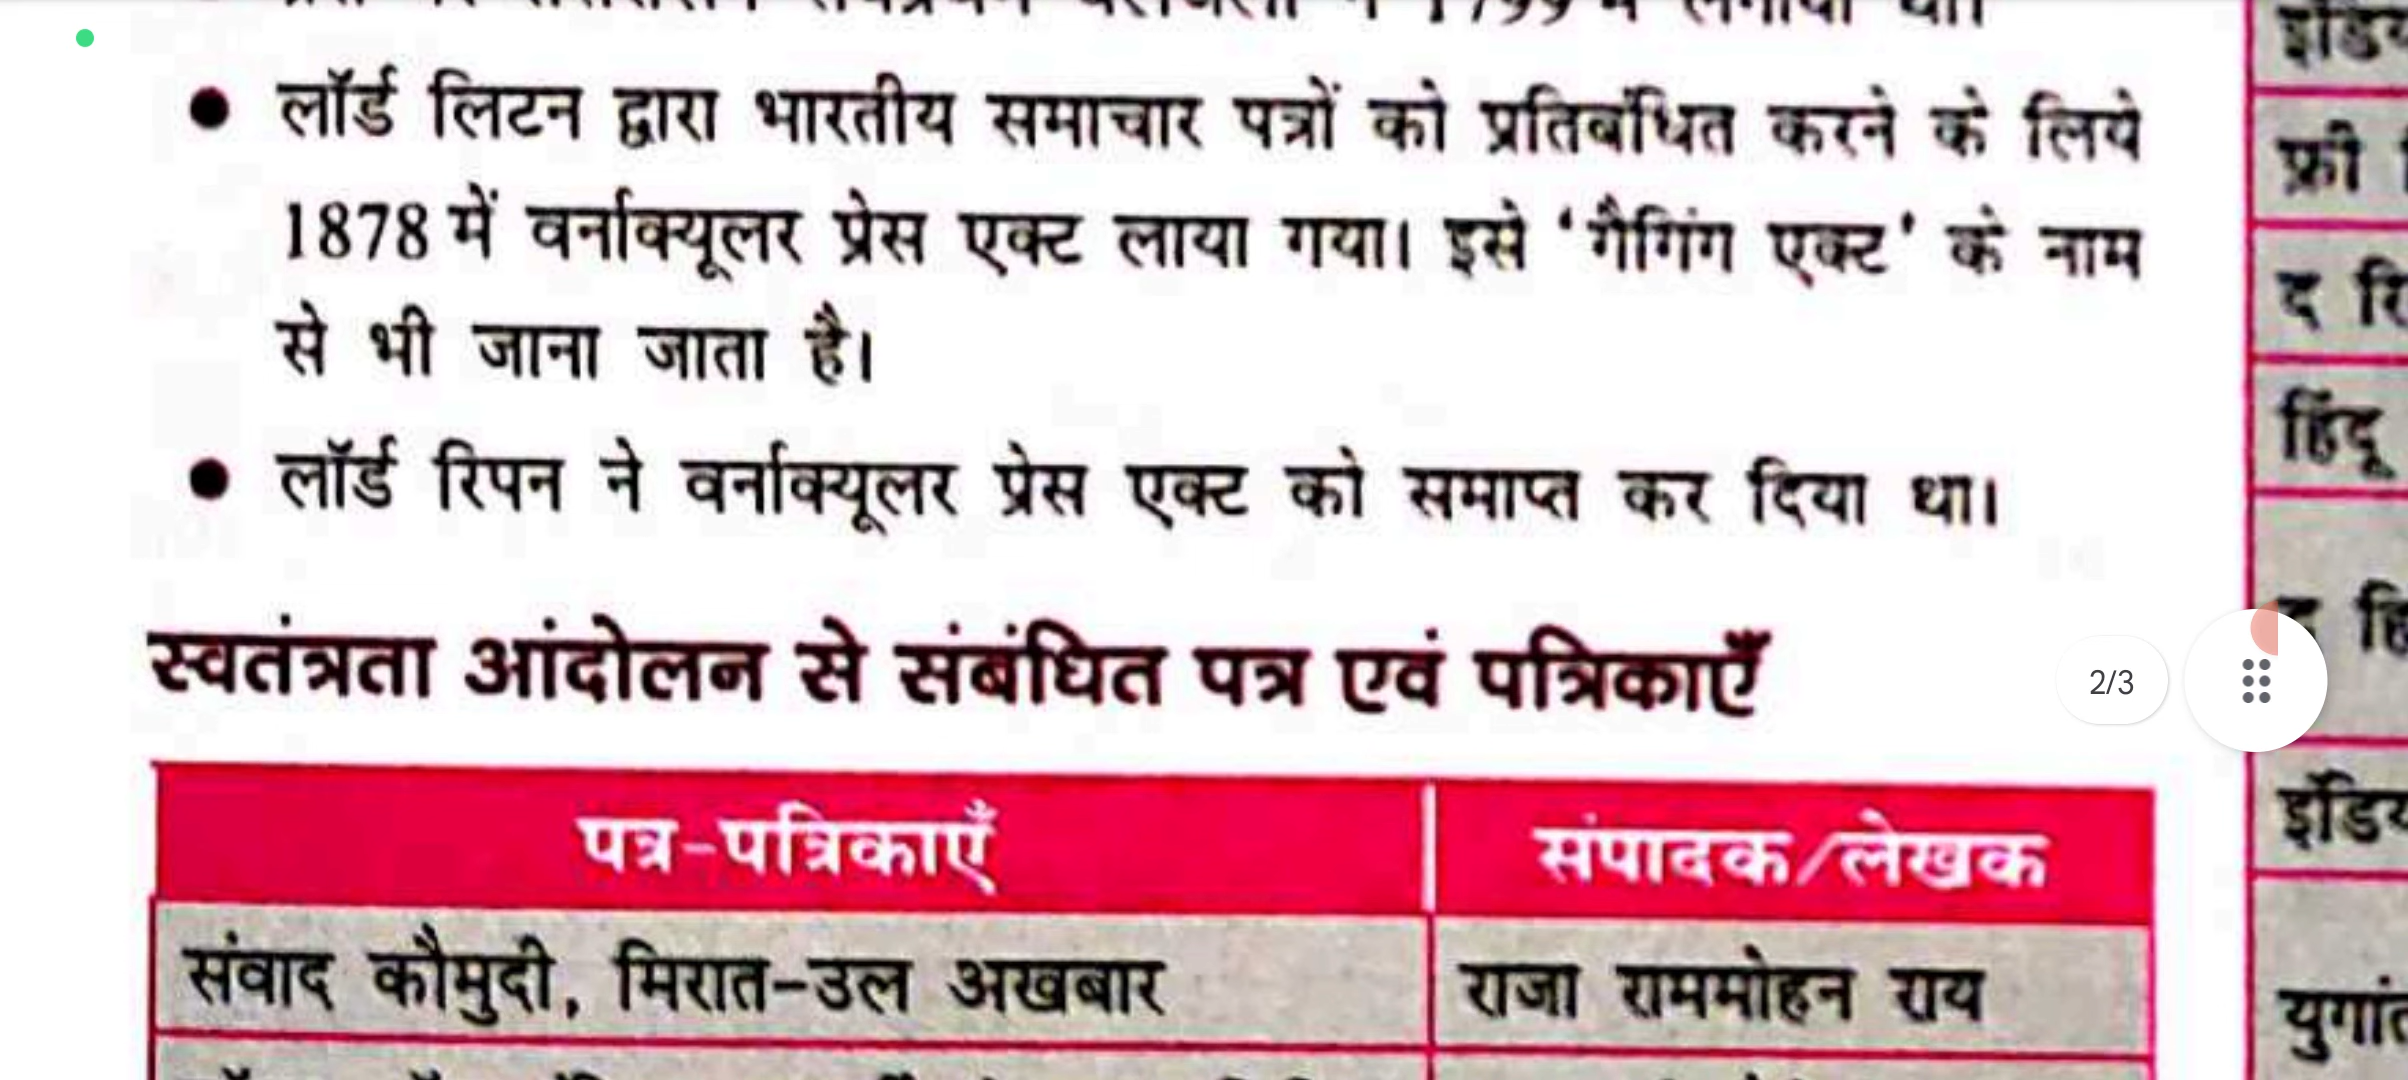 लॉर्ड लिटन द्वारा भारतीय समाचार पत्रों को प्रतिबंधित करने के लिये
1878 में वर्नाक्यूलर प्रेस एक्ट लाया गया। इसे ‘गैगिंग एक्ट’ के नाम
से भी जाना जाता है।
लॉर्ड रिपन ने वर्नाक्यूलर प्रेस एक्ट को समाप्त कर दिया था।
स्वतंत्रता आंदोलन से संबंधित पत्र एवं पत्रिकाएँ
पत्र-पत्रिकाएँ संपादक/लेखक
संवाद कौमुदी, मिरात-उल अखबार राजा राममोहन राय
फ्री
हिंदू
2/3